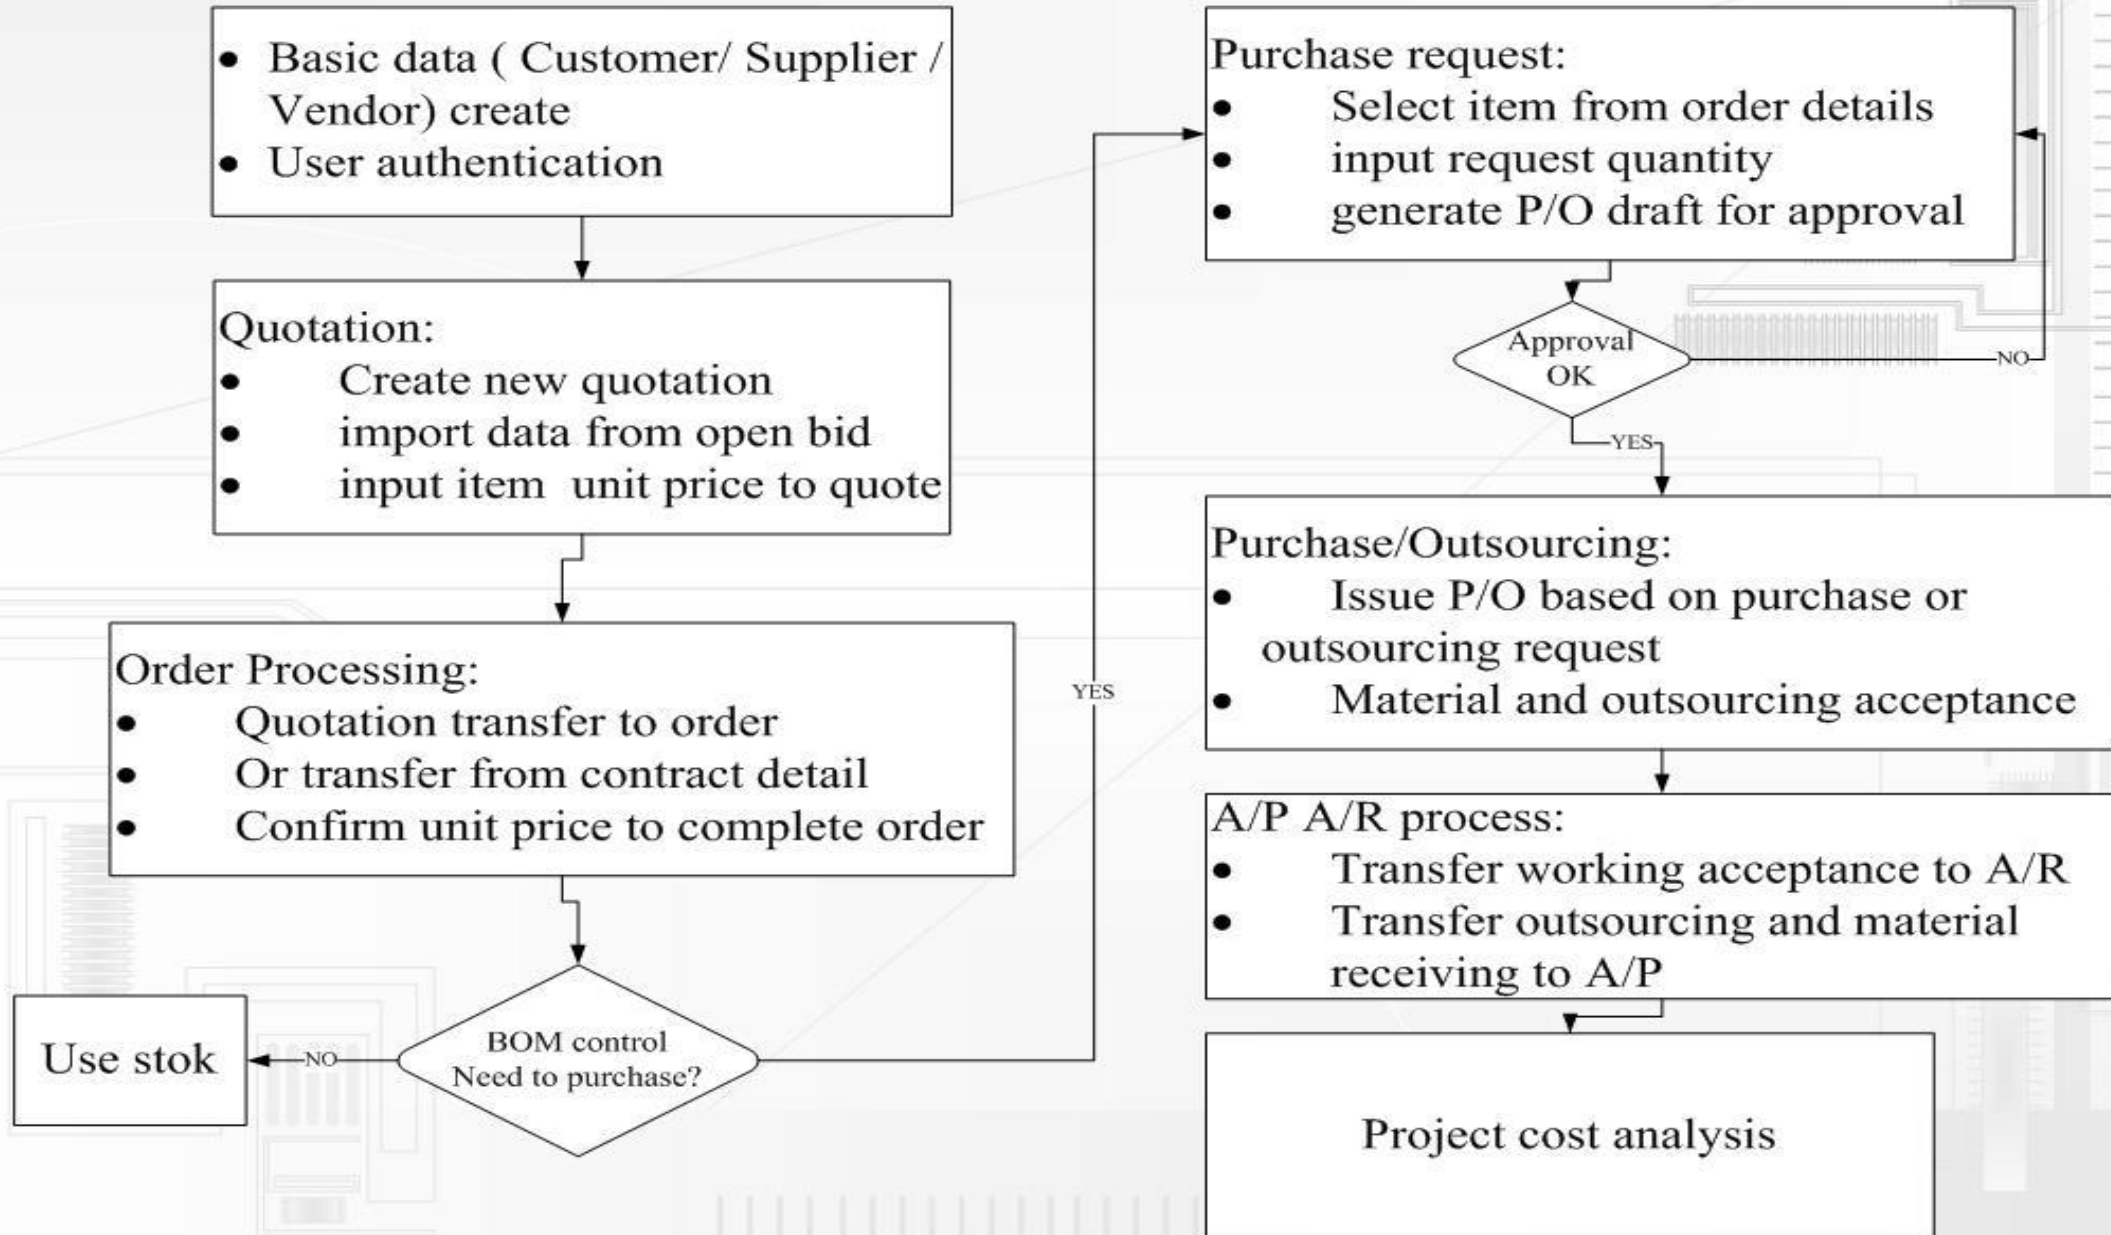 • Basic data ( Customer/ Supplier /
Vendor) create
• User authentication
Quotation:
• Create new quotation
• import data from open bid
• input item unit price to quote
Order Processing:
• Quotation transfer to order
• Or transfer from contract detail
• Confirm unit price to complete order
BOM control
Need to purchase?
NO
Use stok
YES
Purchase request:
• Select item from order details
• input request quantity
• generate P/O draft for approval
Approval
OK
NO
YES
Purchase/Outsourcing:
• Issue P/O based on purchase or
outsourcing request
• Material and outsourcing acceptance
A/P A/R process:
• Transfer working acceptance to A/R
• Transfer outsourcing and material
receiving to A/P
Project cost analysis